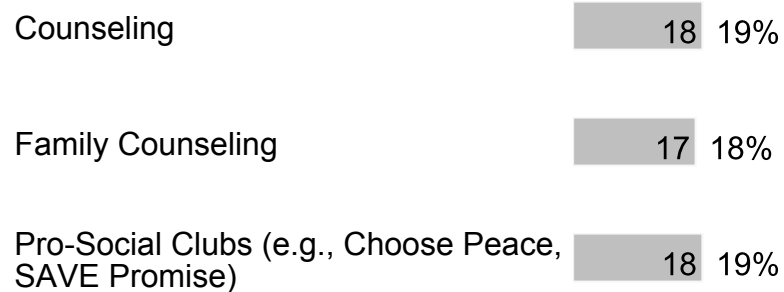 Counseling 18 19%
Family Counseling 17 18%
Pro-Social Clubs (e.g., Choose Peace,
SAVE Promise) 18 19%